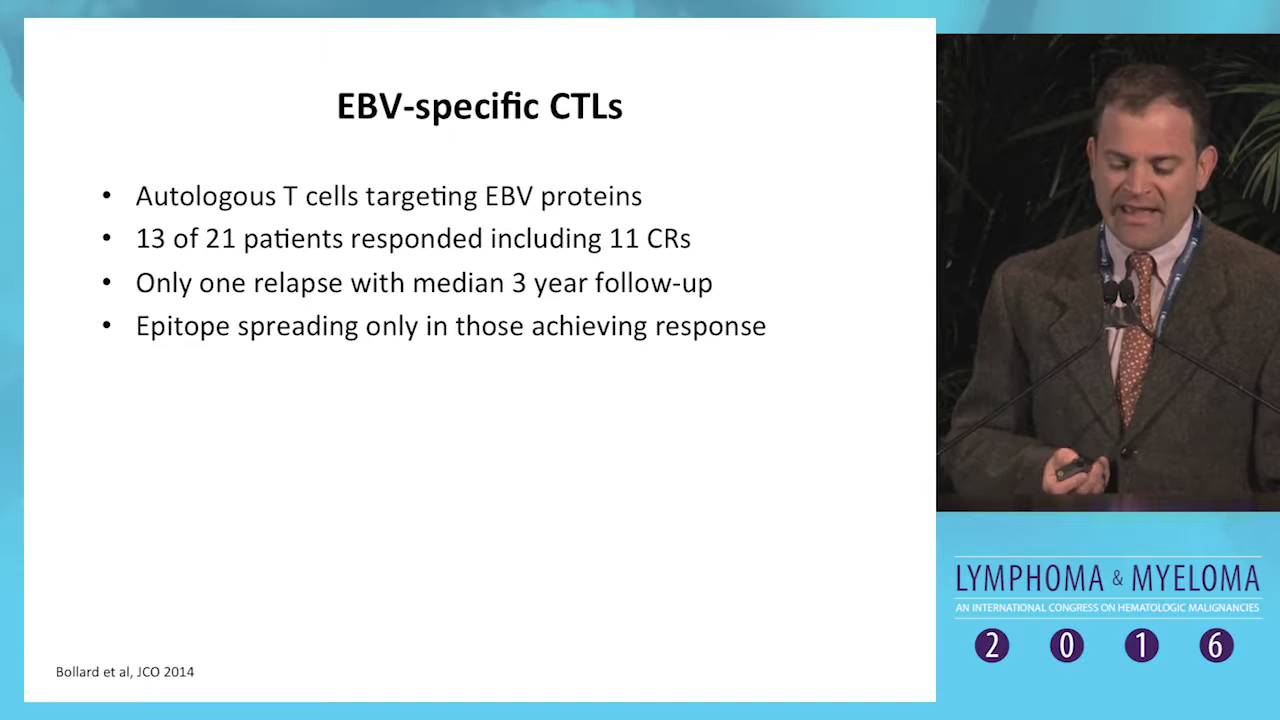 EBV-specific CTLs
• Autologous T cells targeting EBV proteins
• 13 of 21 patients responded including 11 CRs
• Only one relapse with median 3 year follow-up
• Epitope spreading only in those achieving response
Bollard et al, JCO 2014
LYMPHOMA & MYELOMA
AN INTERNATIONAL CONGRESS ON HEMATOLOGIC MALIGNANCIES
2 0 1 6